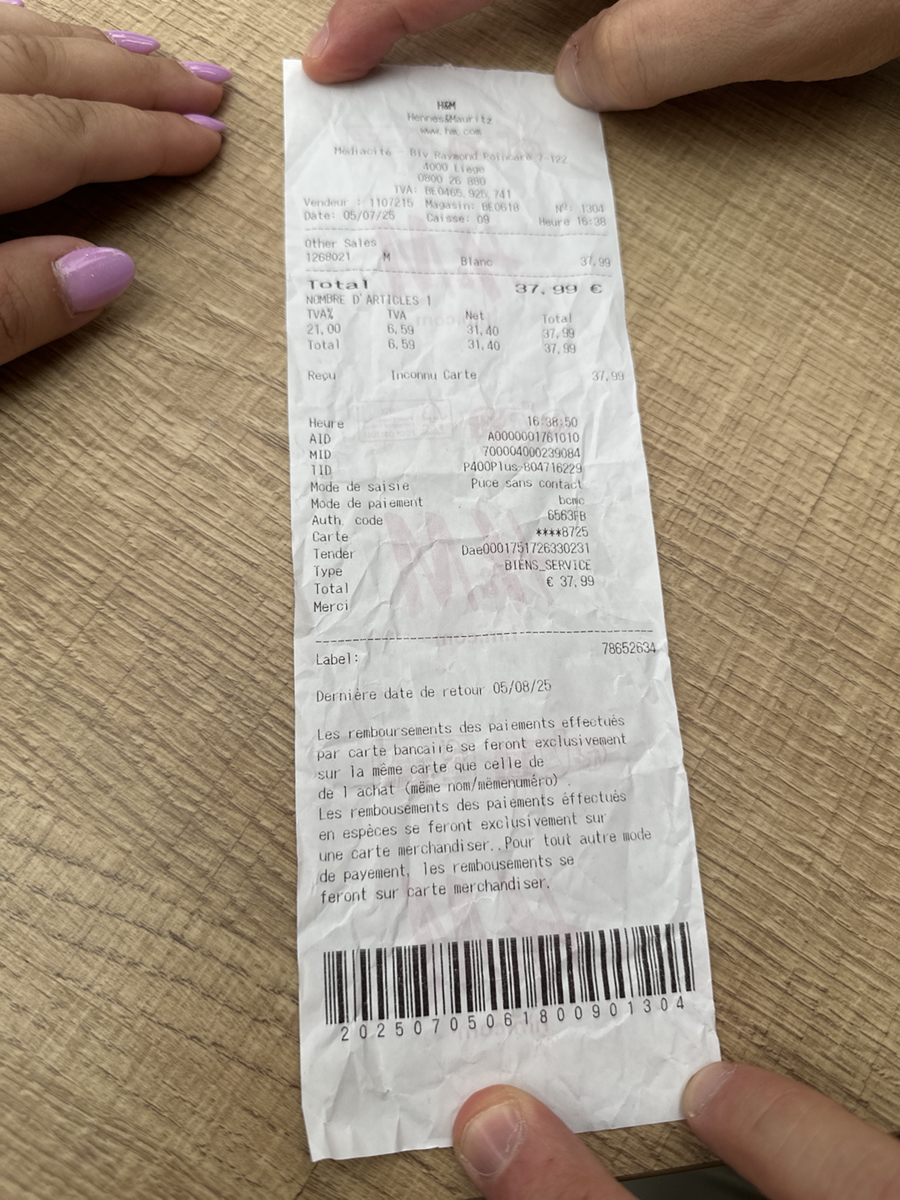 H&M
Hennes&Mauritz
www.hm.com
Médiacité - Blv Raymond Poincaré 7-122
4000 Liege
0800 26 880
TVA: BE0465.925.741
Vendeur : 1107215 Magasin: BE0618 Nº: 1304
Date: 05/07/25 Caisse: 09 Heure 16:38
Other Sales
1268021 M Blanc 37,99
Total 37,99 €
NOMBRE D'ARTICLES 1
TVA% TVA Net Total
21,00 6,59 31,40 37,99
Total 6,59 31,40 37,99
Reçu Inconnu Carte 37,99
Heure 16:38:50
AID A0000001761010
MID 700004000239084
TID P400Plus-804716229
Mode de saisie Puce sans contact
Mode de paiement bcmc
Auth. code 6563FB
Carte ****8725
Tender Dae0001751726330231
Type BIENS_SERVICE
Total € 37,99
Merci
Label: 78652634
Dernière date de retour 05/08/25
Les remboursements des paiements effectués
par carte bancaire se feront exclusivement
sur la même carte que celle de
de l achat (même nom/mêmenuméro) .
Les rembousements des paiements éffectués
en espèces se feront exclusivement sur
une carte merchandiser..Pour tout autre mode
de payement, les rembousements se
feront sur carte merchandiser.
20250705061800901304